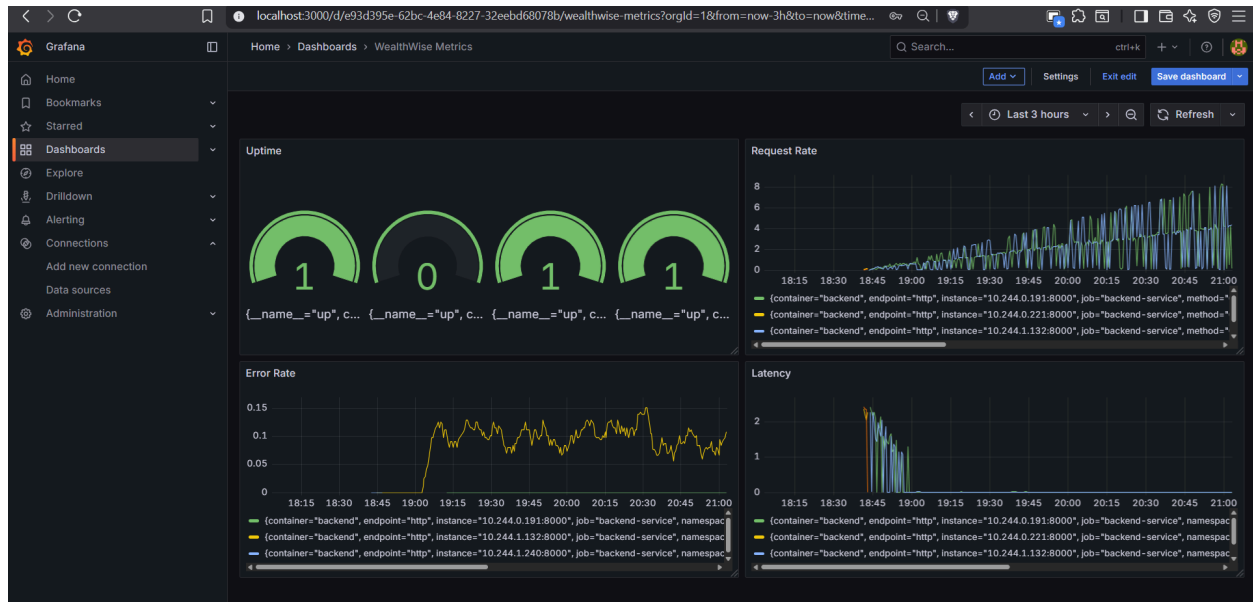 localhost:3000/d/e93d395e-62bc-4e84-8227-32eebd68078b/wealthwise-metrics?orgId=1&from=now-3h&to=now&time...
Grafana
Home › Dashboards › WealthWise Metrics
Search...
ctrl+k
Home
Bookmarks
Starred
Dashboards
Explore
Drilldown
Alerting
Connections
Add new connection
Data sources
Administration
Add
Settings
Exit edit
Save dashboard
Last 3 hours
Refresh
Uptime
1
0
1
1
{__name__="up", c...
{__name__="up", c...
{__name__="up", c...
{__name__="up", c...
Request Rate
8
6
4
2
0
18:15 18:30 18:45 19:00 19:15 19:30 19:45 20:00 20:15 20:30 20:45 21:00
{container="backend", endpoint="http", instance="10.244.0.191:8000", job="backend-service", method="
{container="backend", endpoint="http", instance="10.244.0.221:8000", job="backend-service", method="
{container="backend", endpoint="http", instance="10.244.1.132:8000", job="backend-service", method="
Error Rate
0.15
0.1
0.05
0
18:15 18:30 18:45 19:00 19:15 19:30 19:45 20:00 20:15 20:30 20:45 21:00
{container="backend", endpoint="http", instance="10.244.0.191:8000", job="backend-service", namespac
{container="backend", endpoint="http", instance="10.244.1.132:8000", job="backend-service", namespac
{container="backend", endpoint="http", instance="10.244.1.240:8000", job="backend-service", namespac
Latency
2
1
0
18:15 18:30 18:45 19:00 19:15 19:30 19:45 20:00 20:15 20:30 20:45 21:00
{container="backend", endpoint="http", instance="10.244.0.191:8000", job="backend-service", namespac
{container="backend", endpoint="http", instance="10.244.0.221:8000", job="backend-service", namespac
{container="backend", endpoint="http", instance="10.244.1.132:8000", job="backend-service", namespac